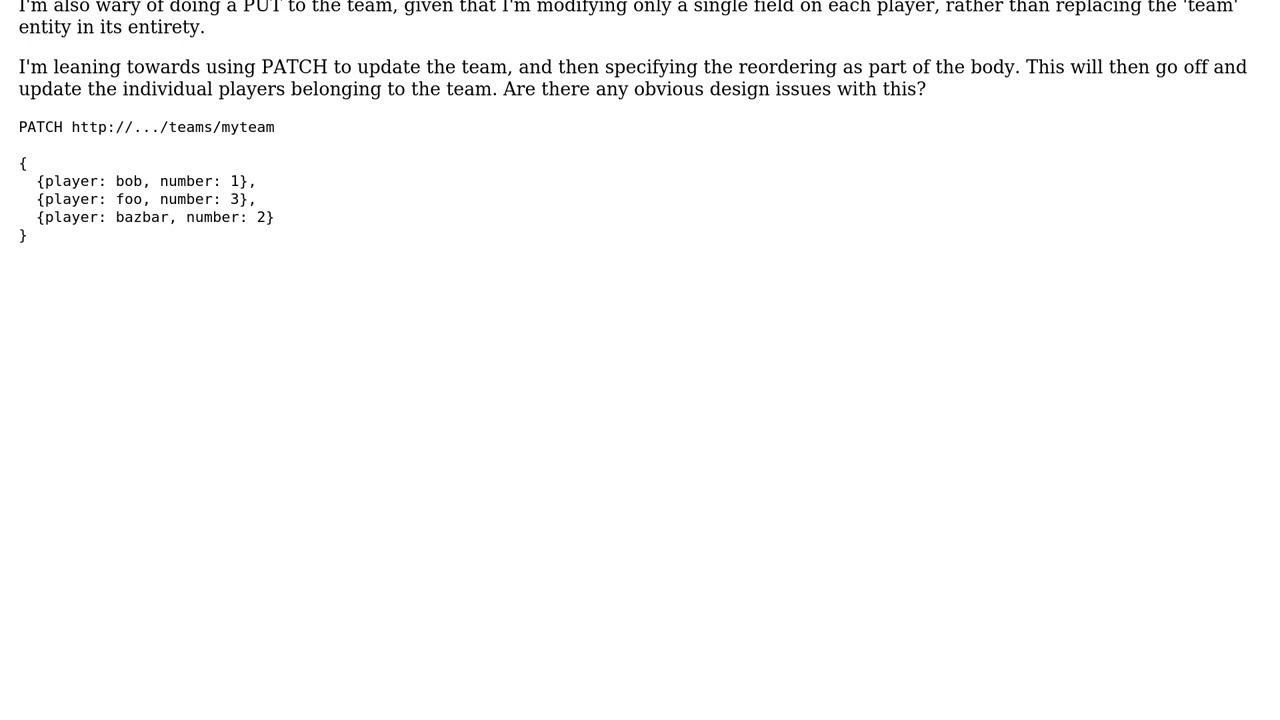 I'm also wary of doing a PUT to the team, given that I'm modifying only a single field on each player, rather than replacing the 'team'
entity in its entirety.
I'm leaning towards using PATCH to update the team, and then specifying the reordering as part of the body. This will then go off and
update the individual players belonging to the team. Are there any obvious design issues with this?
PATCH http://.../teams/myteam
{
  {player: bob, number: 1},
  {player: foo, number: 3},
  {player: bazbar, number: 2}
}